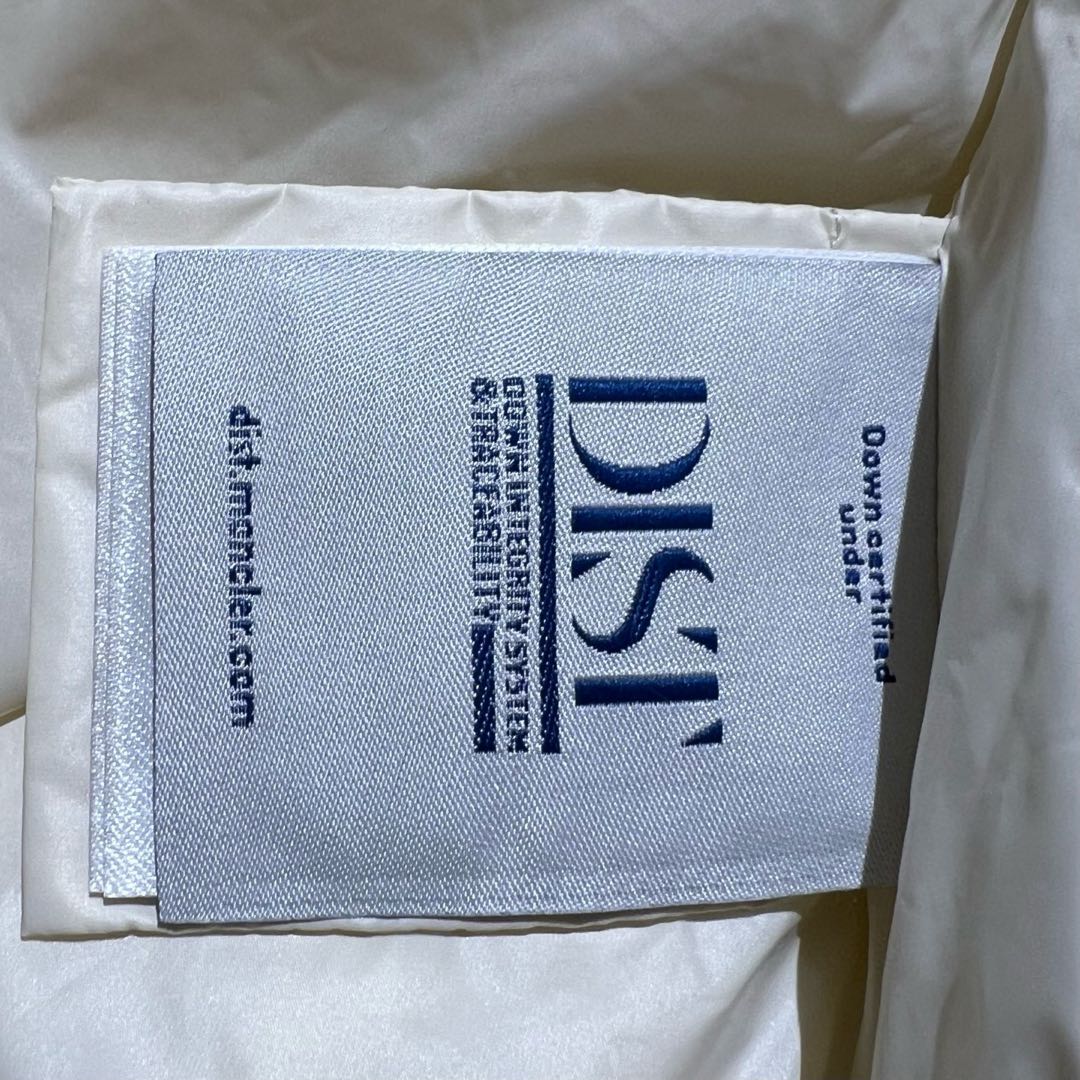 Down certified
under
DIST
DOWN INTEGRITY SYSTEM
& TRACEABILITY
dist.moncler.com